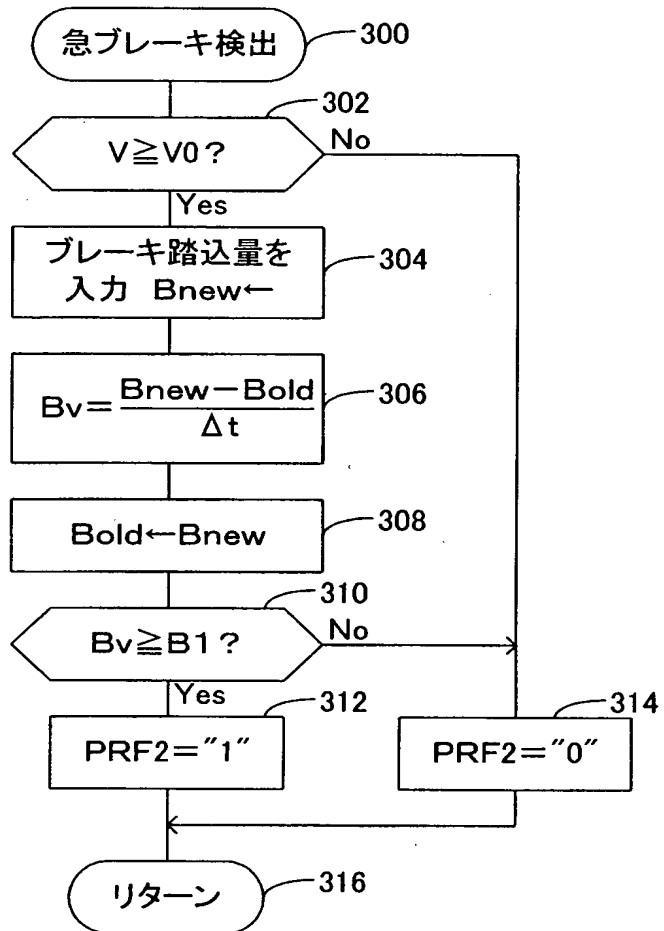 急ブレーキ検出
300
302
V≧V0?
No
Yes
ブレーキ踏込量を
入力 Bnew←
304
Bv=Bnew−Bold
Δt
306
Bold←Bnew
308
310
Bv≧B1?
No
Yes
312
PRF2="1"
314
PRF2="0"
リターン
316